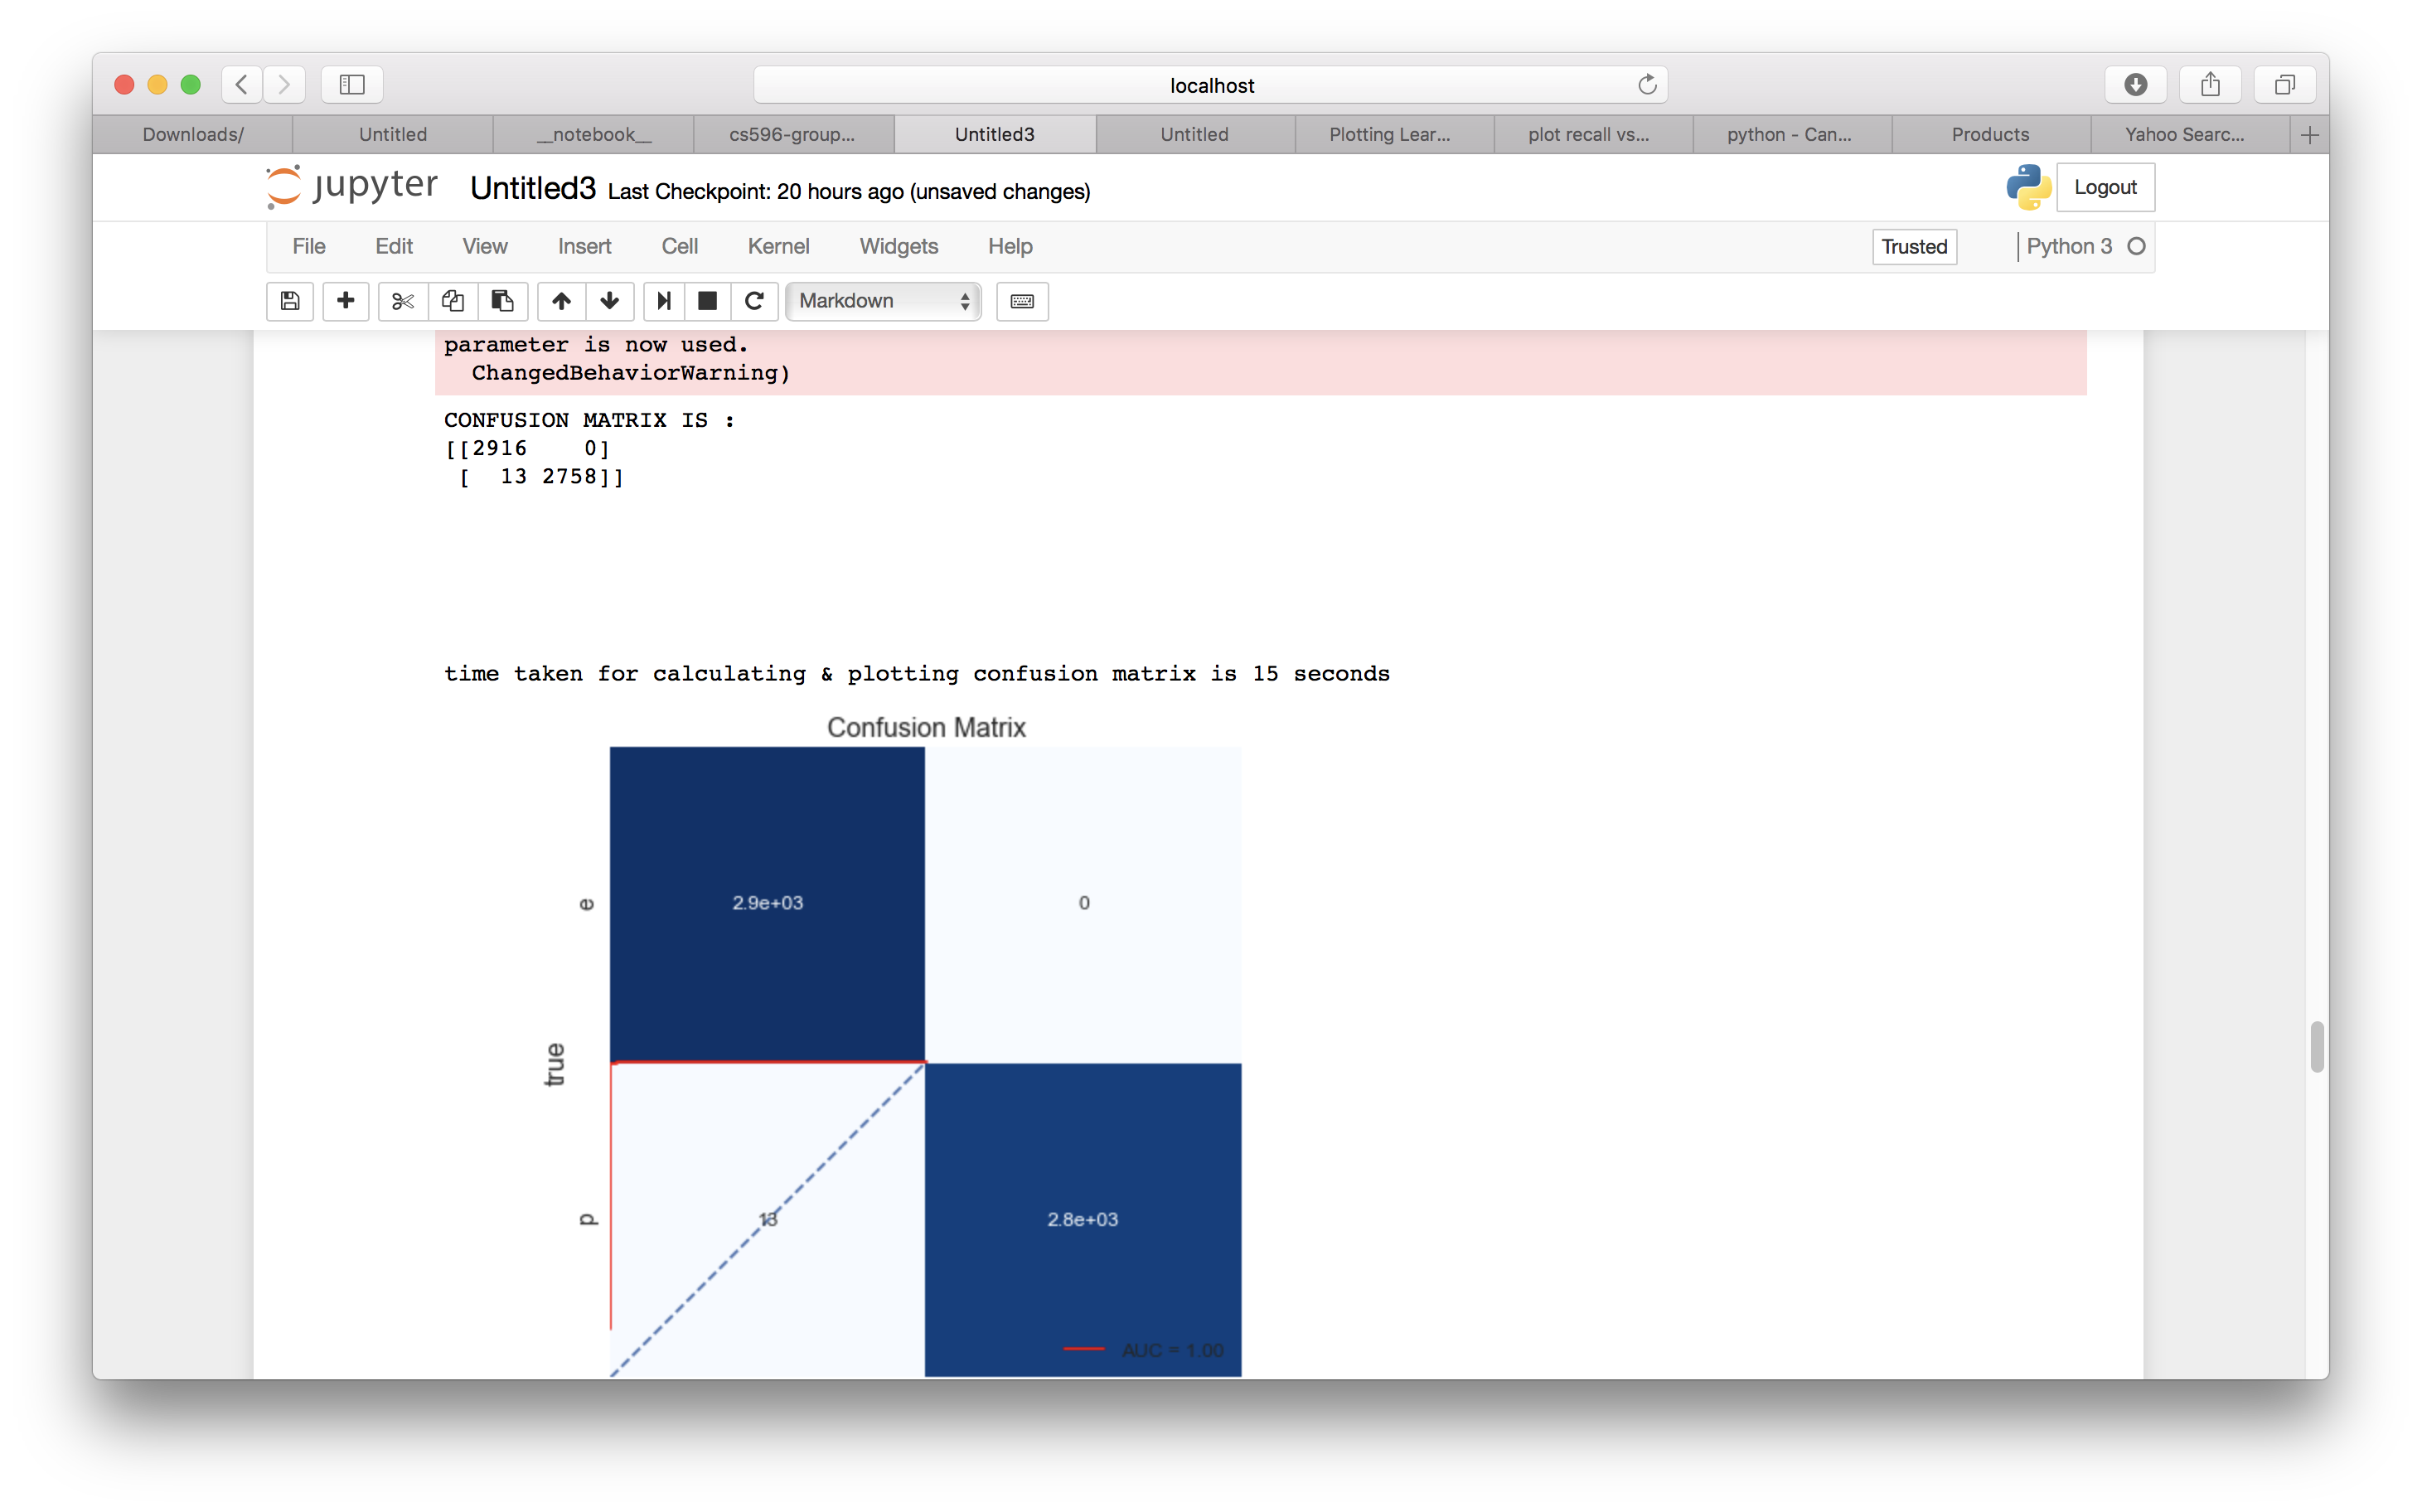 localhost
Downloads/ Untitled __notebook__ cs596-group... Untitled3 Untitled Plotting Lear... plot recall vs... python - Can... Products Yahoo Searc...
jupyter Untitled3 Last Checkpoint: 20 hours ago (unsaved changes) Logout
File Edit View Insert Cell Kernel Widgets Help Trusted Python 3
Markdown
parameter is now used.
ChangedBehaviorWarning)
CONFUSION MATRIX IS :
[[2916    0]
[  13 2758]]
time taken for calculating & plotting confusion matrix is 15 seconds
Confusion Matrix
e 2.9e+03 0
true
p 13 2.8e+03
AUC = 1.00